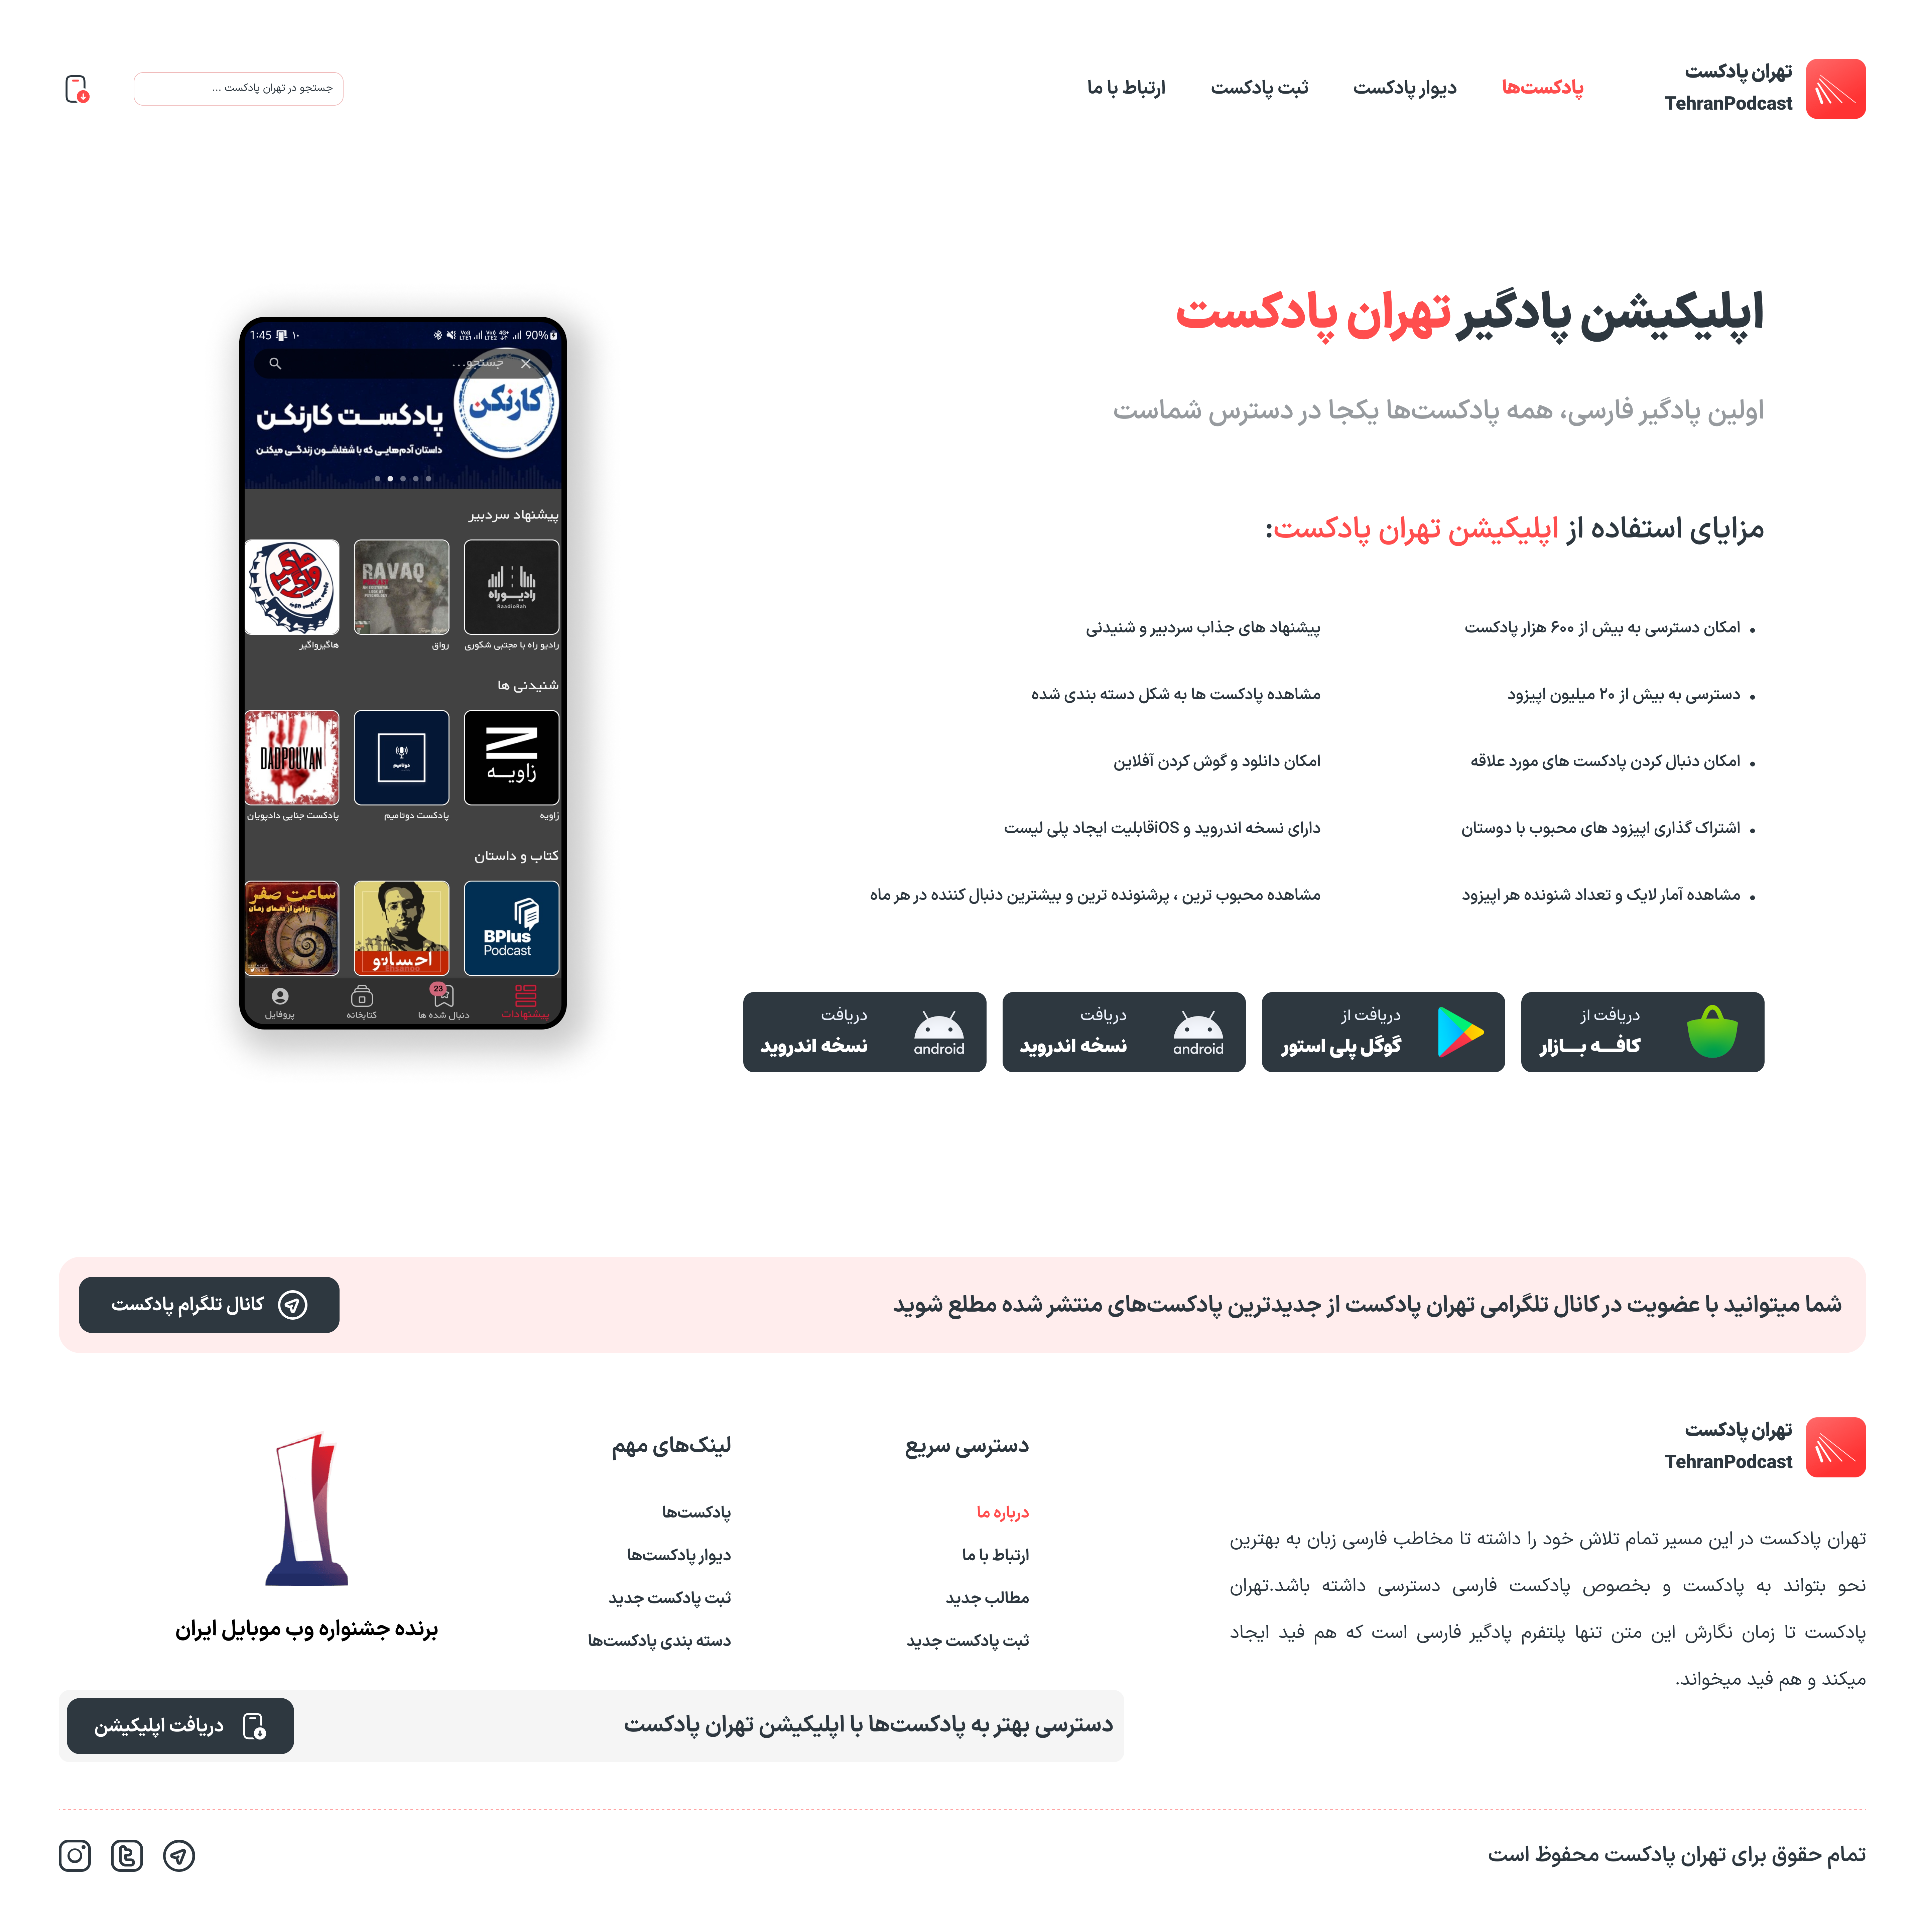 تهران پادکست
TehranPodcast
پادکست‌ها
دیوار پادکست
ثبت پادکست
ارتباط با ما
جستجو در تهران پادکست ...
اپلیکیشن پادگیر تهران پادکست
اولین پادگیر فارسی، همه پادکست‌ها یکجا در دسترس شماست
مزایای استفاده از اپلیکیشن تهران پادکست:
• امکان دسترسی به بیش از ۶۰۰ هزار پادکست
• دسترسی به بیش از ۲۰ میلیون اپیزود
• امکان دنبال کردن پادکست های مورد علاقه
• اشتراک گذاری اپیزود های محبوب با دوستان
• مشاهده آمار لایک و تعداد شنونده هر اپیزود
پیشنهاد های جذاب سردبیر و شنیدنی
مشاهده پادکست ها به شکل دسته بندی شده
امکان دانلود و گوش کردن آفلاین
دارای نسخه اندروید و iOSقابلیت ایجاد پلی لیست
مشاهده محبوب ترین ، پرشنونده ترین و بیشترین دنبال کننده در هر ماه
دریافت از
کافـــه بـــازار
دریافت از
گوگل پلی استور
android
دریافت
نسخه اندروید
android
دریافت
نسخه اندروید
1:45
۱۰
90%
جستجو...
کارنکن
پادکست کارنکن
داستان آدم‌هایی که با شغلشون زندگی میکنن
پیشنهاد سردبیر
رادیو راه
RaadioRah
RAVAQ
رادیو راه با مجتبی شکوری
رواق
هاگیرواگیر
شنیدنی ها
زاویه
دوتامیم
DADPOUYAN
زاویه
پادکست دوتامیم
پادکست جنایی دادپویان
کتاب و داستان
BPlus
Podcast
احسانو
ساعت صفر
پیشنهادات
23
دنبال شده ها
کتابخانه
پروفایل
شما میتوانید با عضویت در کانال تلگرامی تهران پادکست از جدیدترین پادکست‌های منتشر شده مطلع شوید
کانال تلگرام پادکست
تهران پادکست
TehranPodcast
تهران پادکست در این مسیر تمام تلاش خود را داشته تا مخاطب فارسی زبان به بهترین
نحو بتواند به پادکست و بخصوص پادکست فارسی دسترسی داشته باشد.تهران
پادکست تا زمان نگارش این متن تنها پلتفرم پادگیر فارسی است که هم فید ایجاد
میکند و هم فید میخواند.
دسترسی سریع
درباره ما
ارتباط با ما
مطالب جدید
ثبت پادکست جدید
لینک‌های مهم
پادکست‌ها
دیوار پادکست‌ها
ثبت پادکست جدید
دسته بندی پادکست‌ها
برنده جشنواره وب موبایل ایران
دسترسی بهتر به پادکست‌ها با اپلیکیشن تهران پادکست
دریافت اپلیکیشن
تمام حقوق برای تهران پادکست محفوظ است